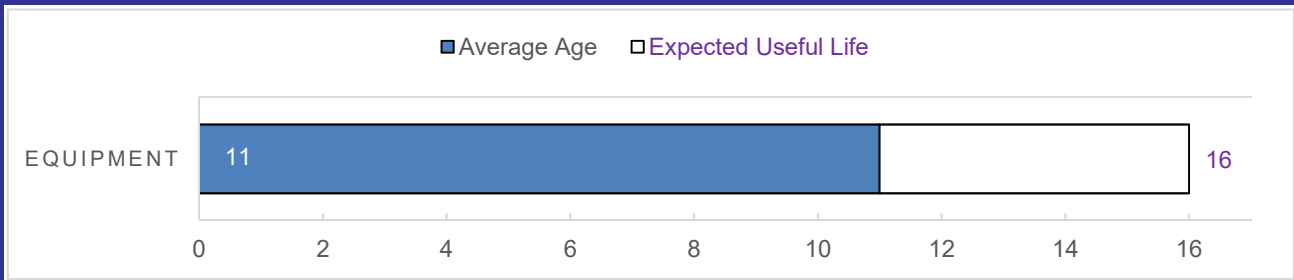 Average Age Expected Useful Life
EQUIPMENT 11 16
0 2 4 6 8 10 12 14 16